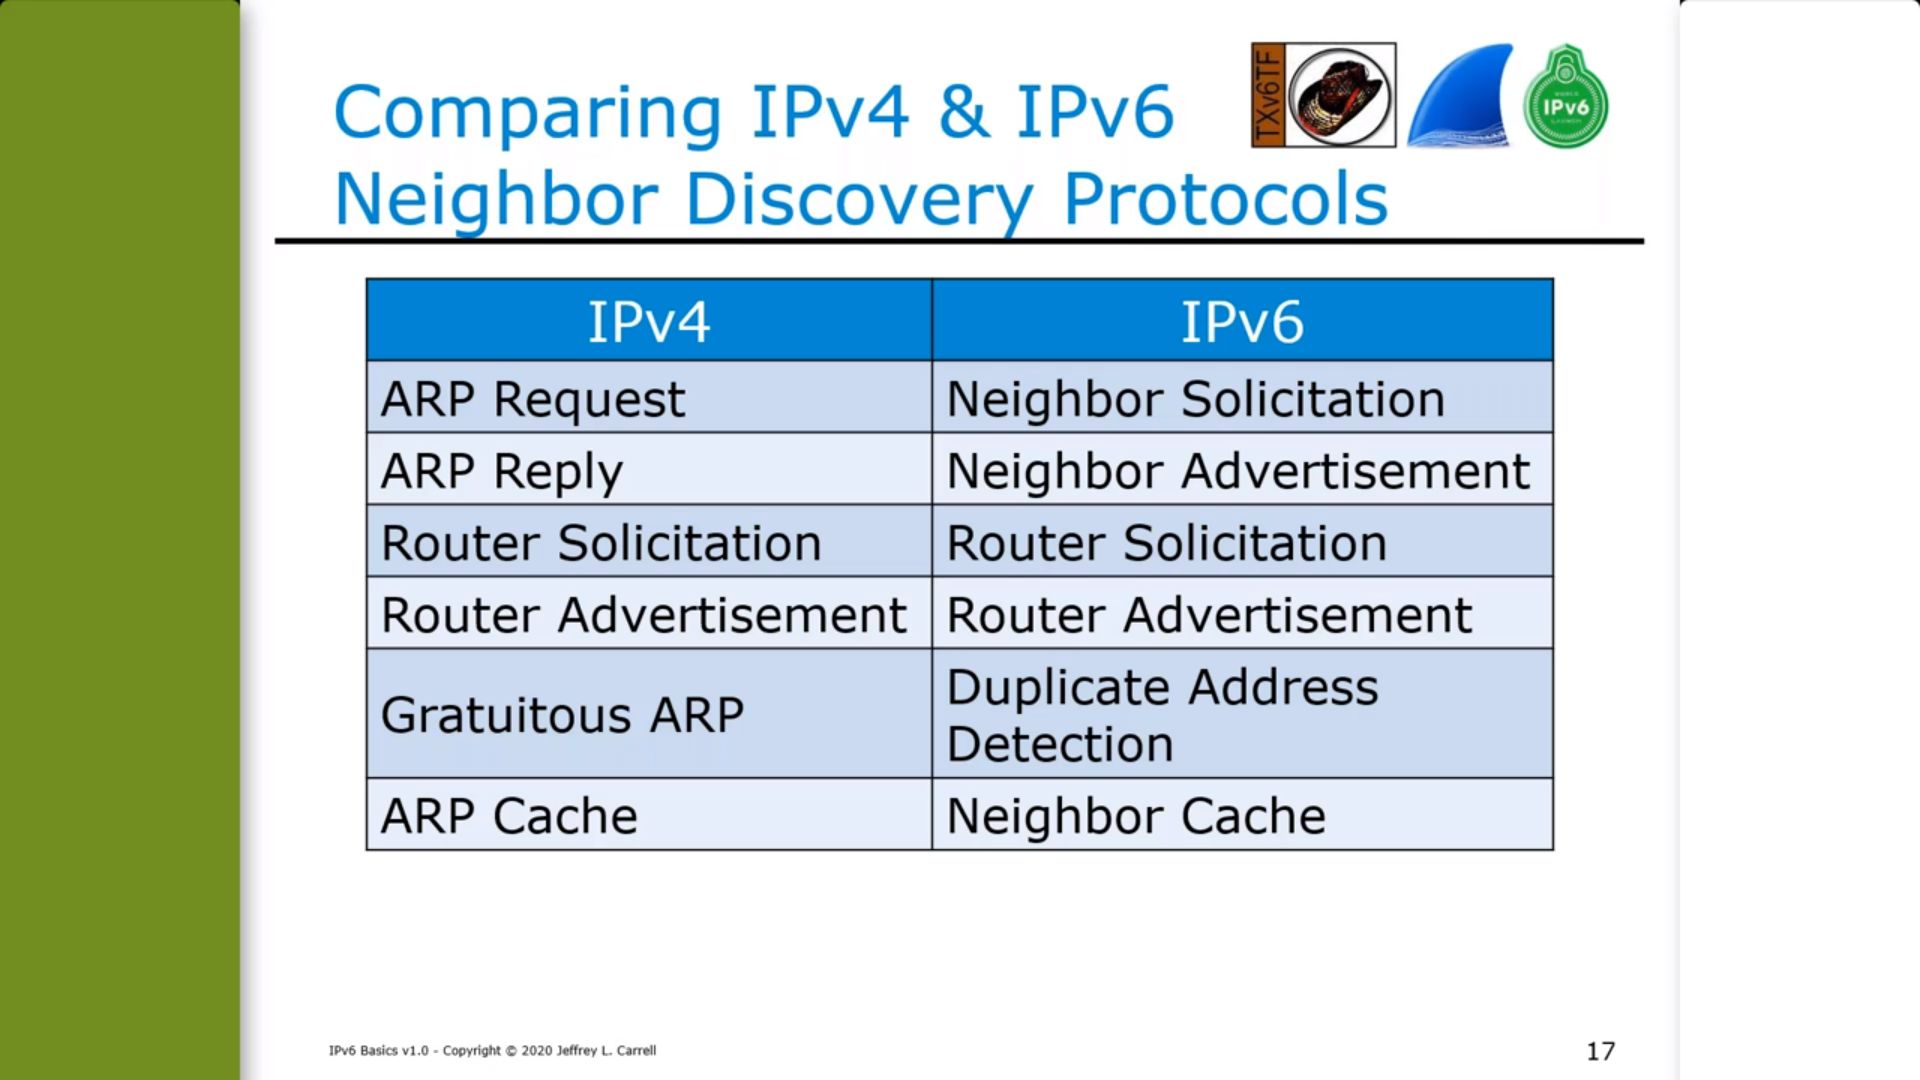 Comparing IPv4 & IPv6
Neighbor Discovery Protocols
TXv6TF
WORLD
IPv6
LAUNCH
IPv4 IPv6
ARP Request Neighbor Solicitation
ARP Reply Neighbor Advertisement
Router Solicitation Router Solicitation
Router Advertisement Router Advertisement
Gratuitous ARP Duplicate Address
Detection
ARP Cache Neighbor Cache
IPv6 Basics v1.0 - Copyright © 2020 Jeffrey L. Carrell
17